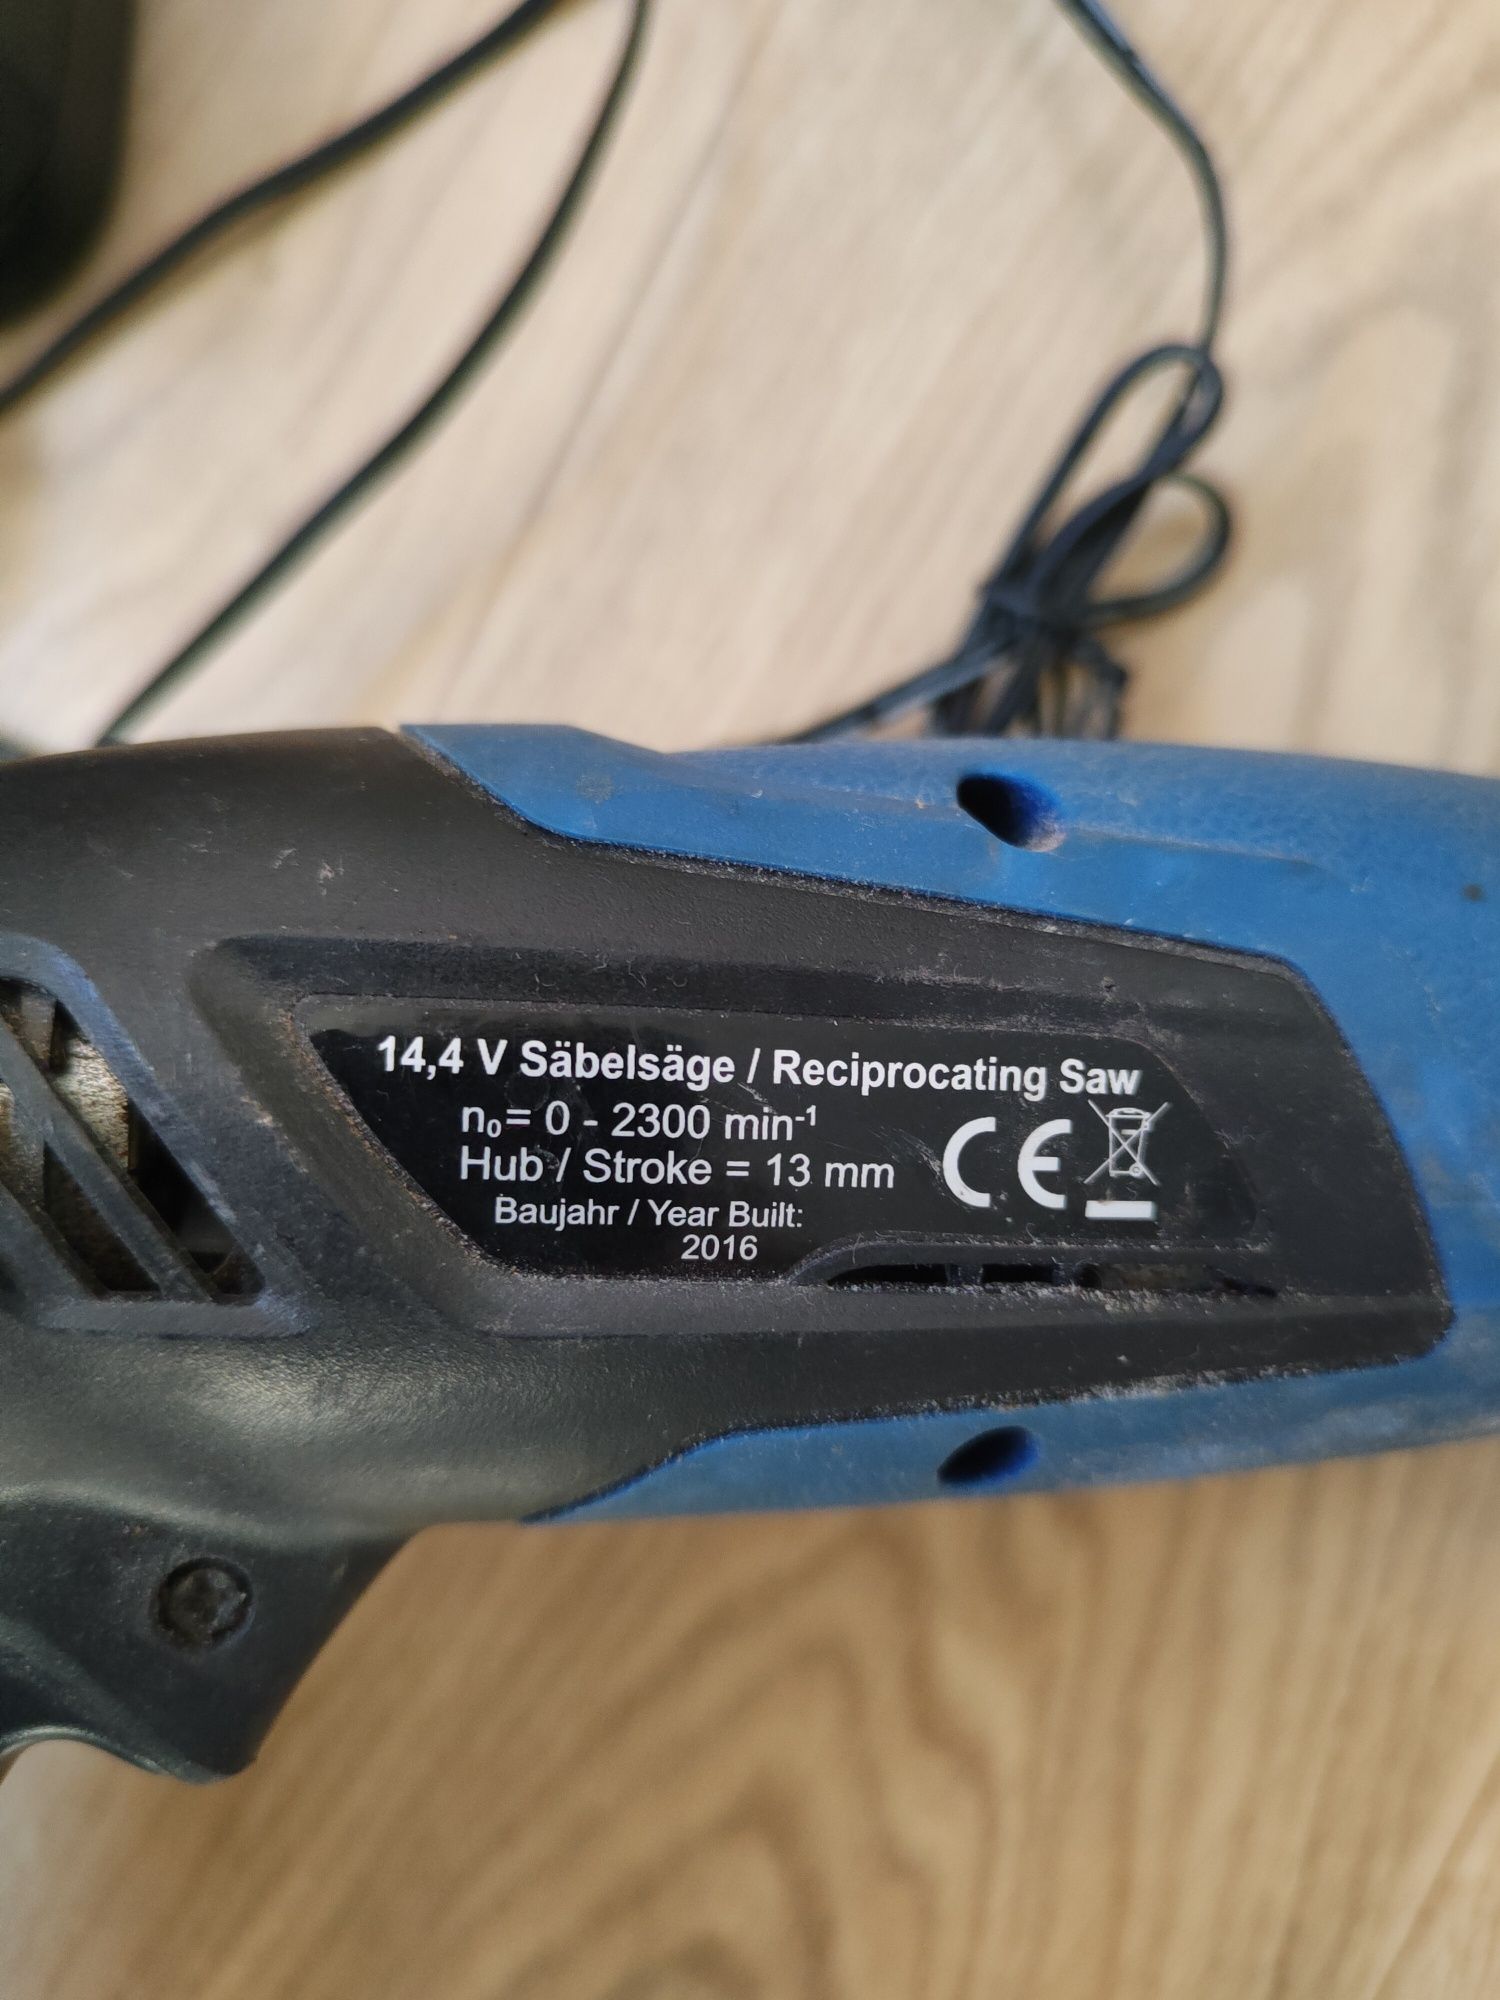 14,4 V Säbelsäge / Reciprocating Saw
n₀= 0 - 2300 min⁻¹
Hub / Stroke = 13 mm
CE
Baujahr / Year Built:
2016